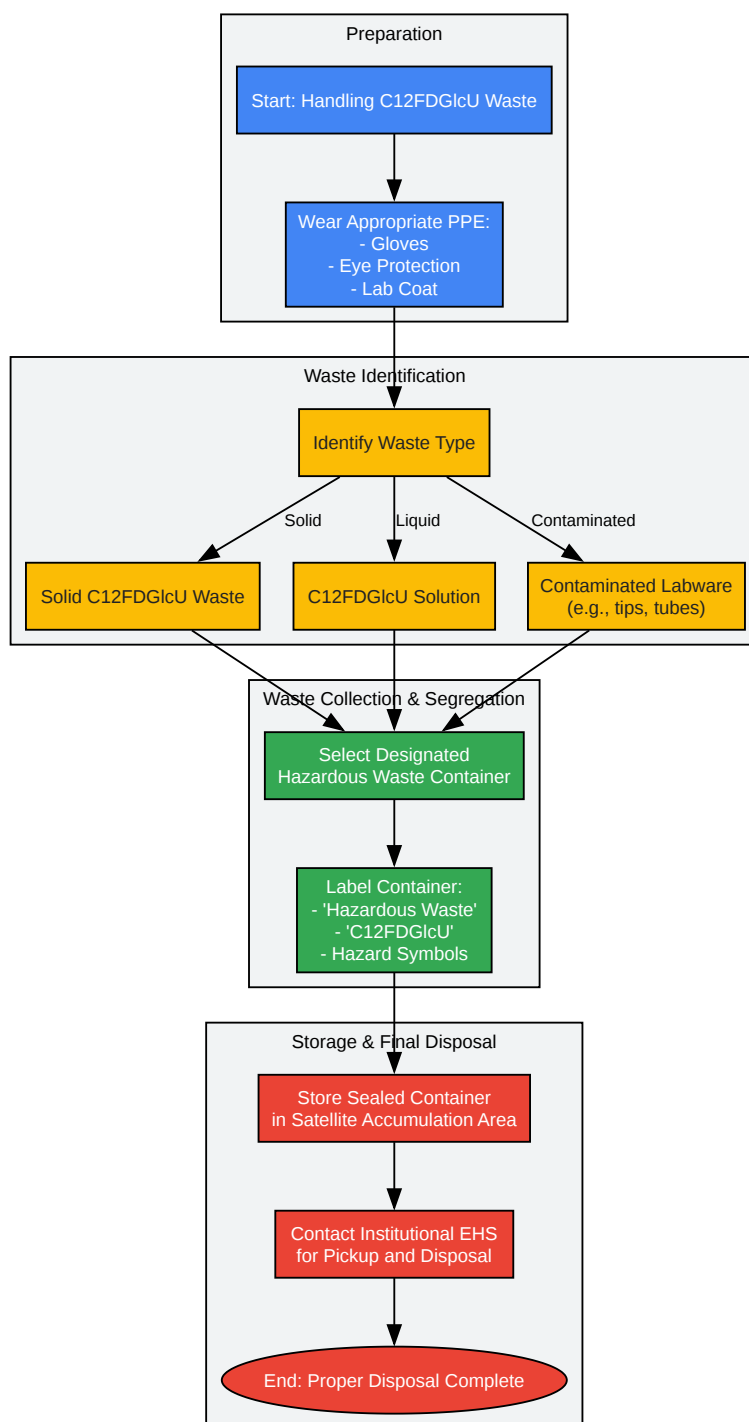 Preparation
Start: Handling C12FDGlcU Waste
Wear Appropriate PPE:
- Gloves
- Eye Protection
- Lab Coat
Waste Identification
Identify Waste Type
Solid
Liquid
Contaminated
Solid C12FDGlcU Waste
C12FDGlcU Solution
Contaminated Labware
(e.g., tips, tubes)
Waste Collection & Segregation
Select Designated
Hazardous Waste Container
Label Container:
- 'Hazardous Waste'
- 'C12FDGlcU'
- Hazard Symbols
Storage & Final Disposal
Store Sealed Container
in Satellite Accumulation Area
Contact Institutional EHS
for Pickup and Disposal
End: Proper Disposal Complete